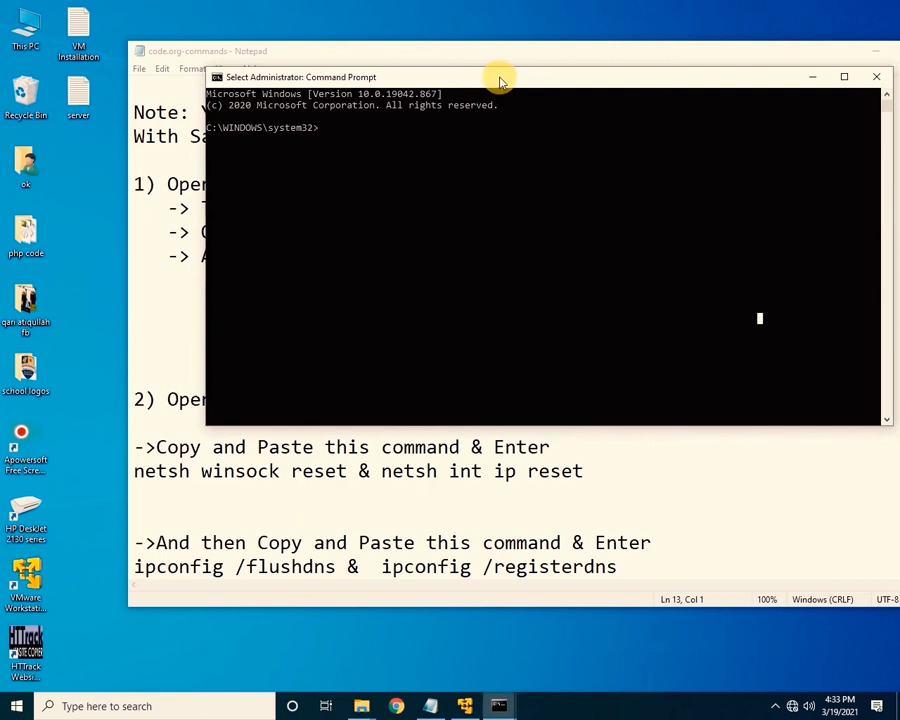 This PC
VM
Installation
Recycle Bin
server
ok
php code
qari atiqullah
fb
school logos
Apowersoft
Free Scre...
HP DeskJet
2130 series
VMware
Workstati...
HTTrack
Websi...
code.org-commands - Notepad
File Edit Format
Select Administrator: Command Prompt
Microsoft Windows [Version 10.0.19042.867]
(c) 2020 Microsoft Corporation. All rights reserved.
C:\WINDOWS\system32>
Note:
With
1)
->
->
->
2)
->Copy and Paste this command & Enter
netsh winsock reset & netsh int ip reset
->And then Copy and Paste this command & Enter
ipconfig /flushdns & ipconfig /registerdns
Ln 13, Col 1 100% Windows (CRLF) UTF-8
Type here to search
4:33 PM
3/19/2021